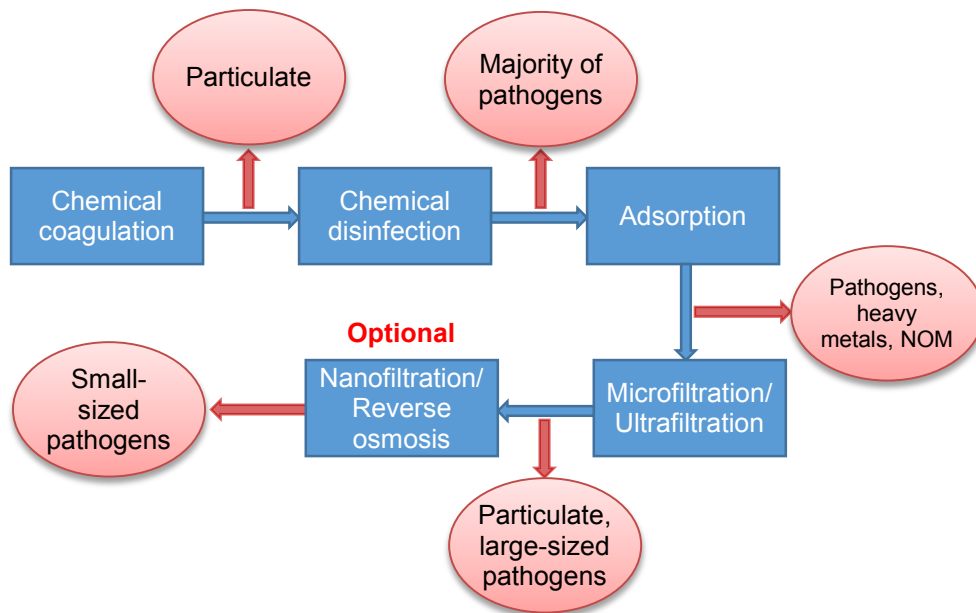 Particulate
Majority of
pathogens
Chemical
coagulation
Chemical
disinfection
Adsorption
Pathogens,
heavy
metals, NOM
Optional
Small-
sized
pathogens
Nanofiltration/
Reverse
osmosis
Microfiltration/
Ultrafiltration
Particulate,
large-sized
pathogens